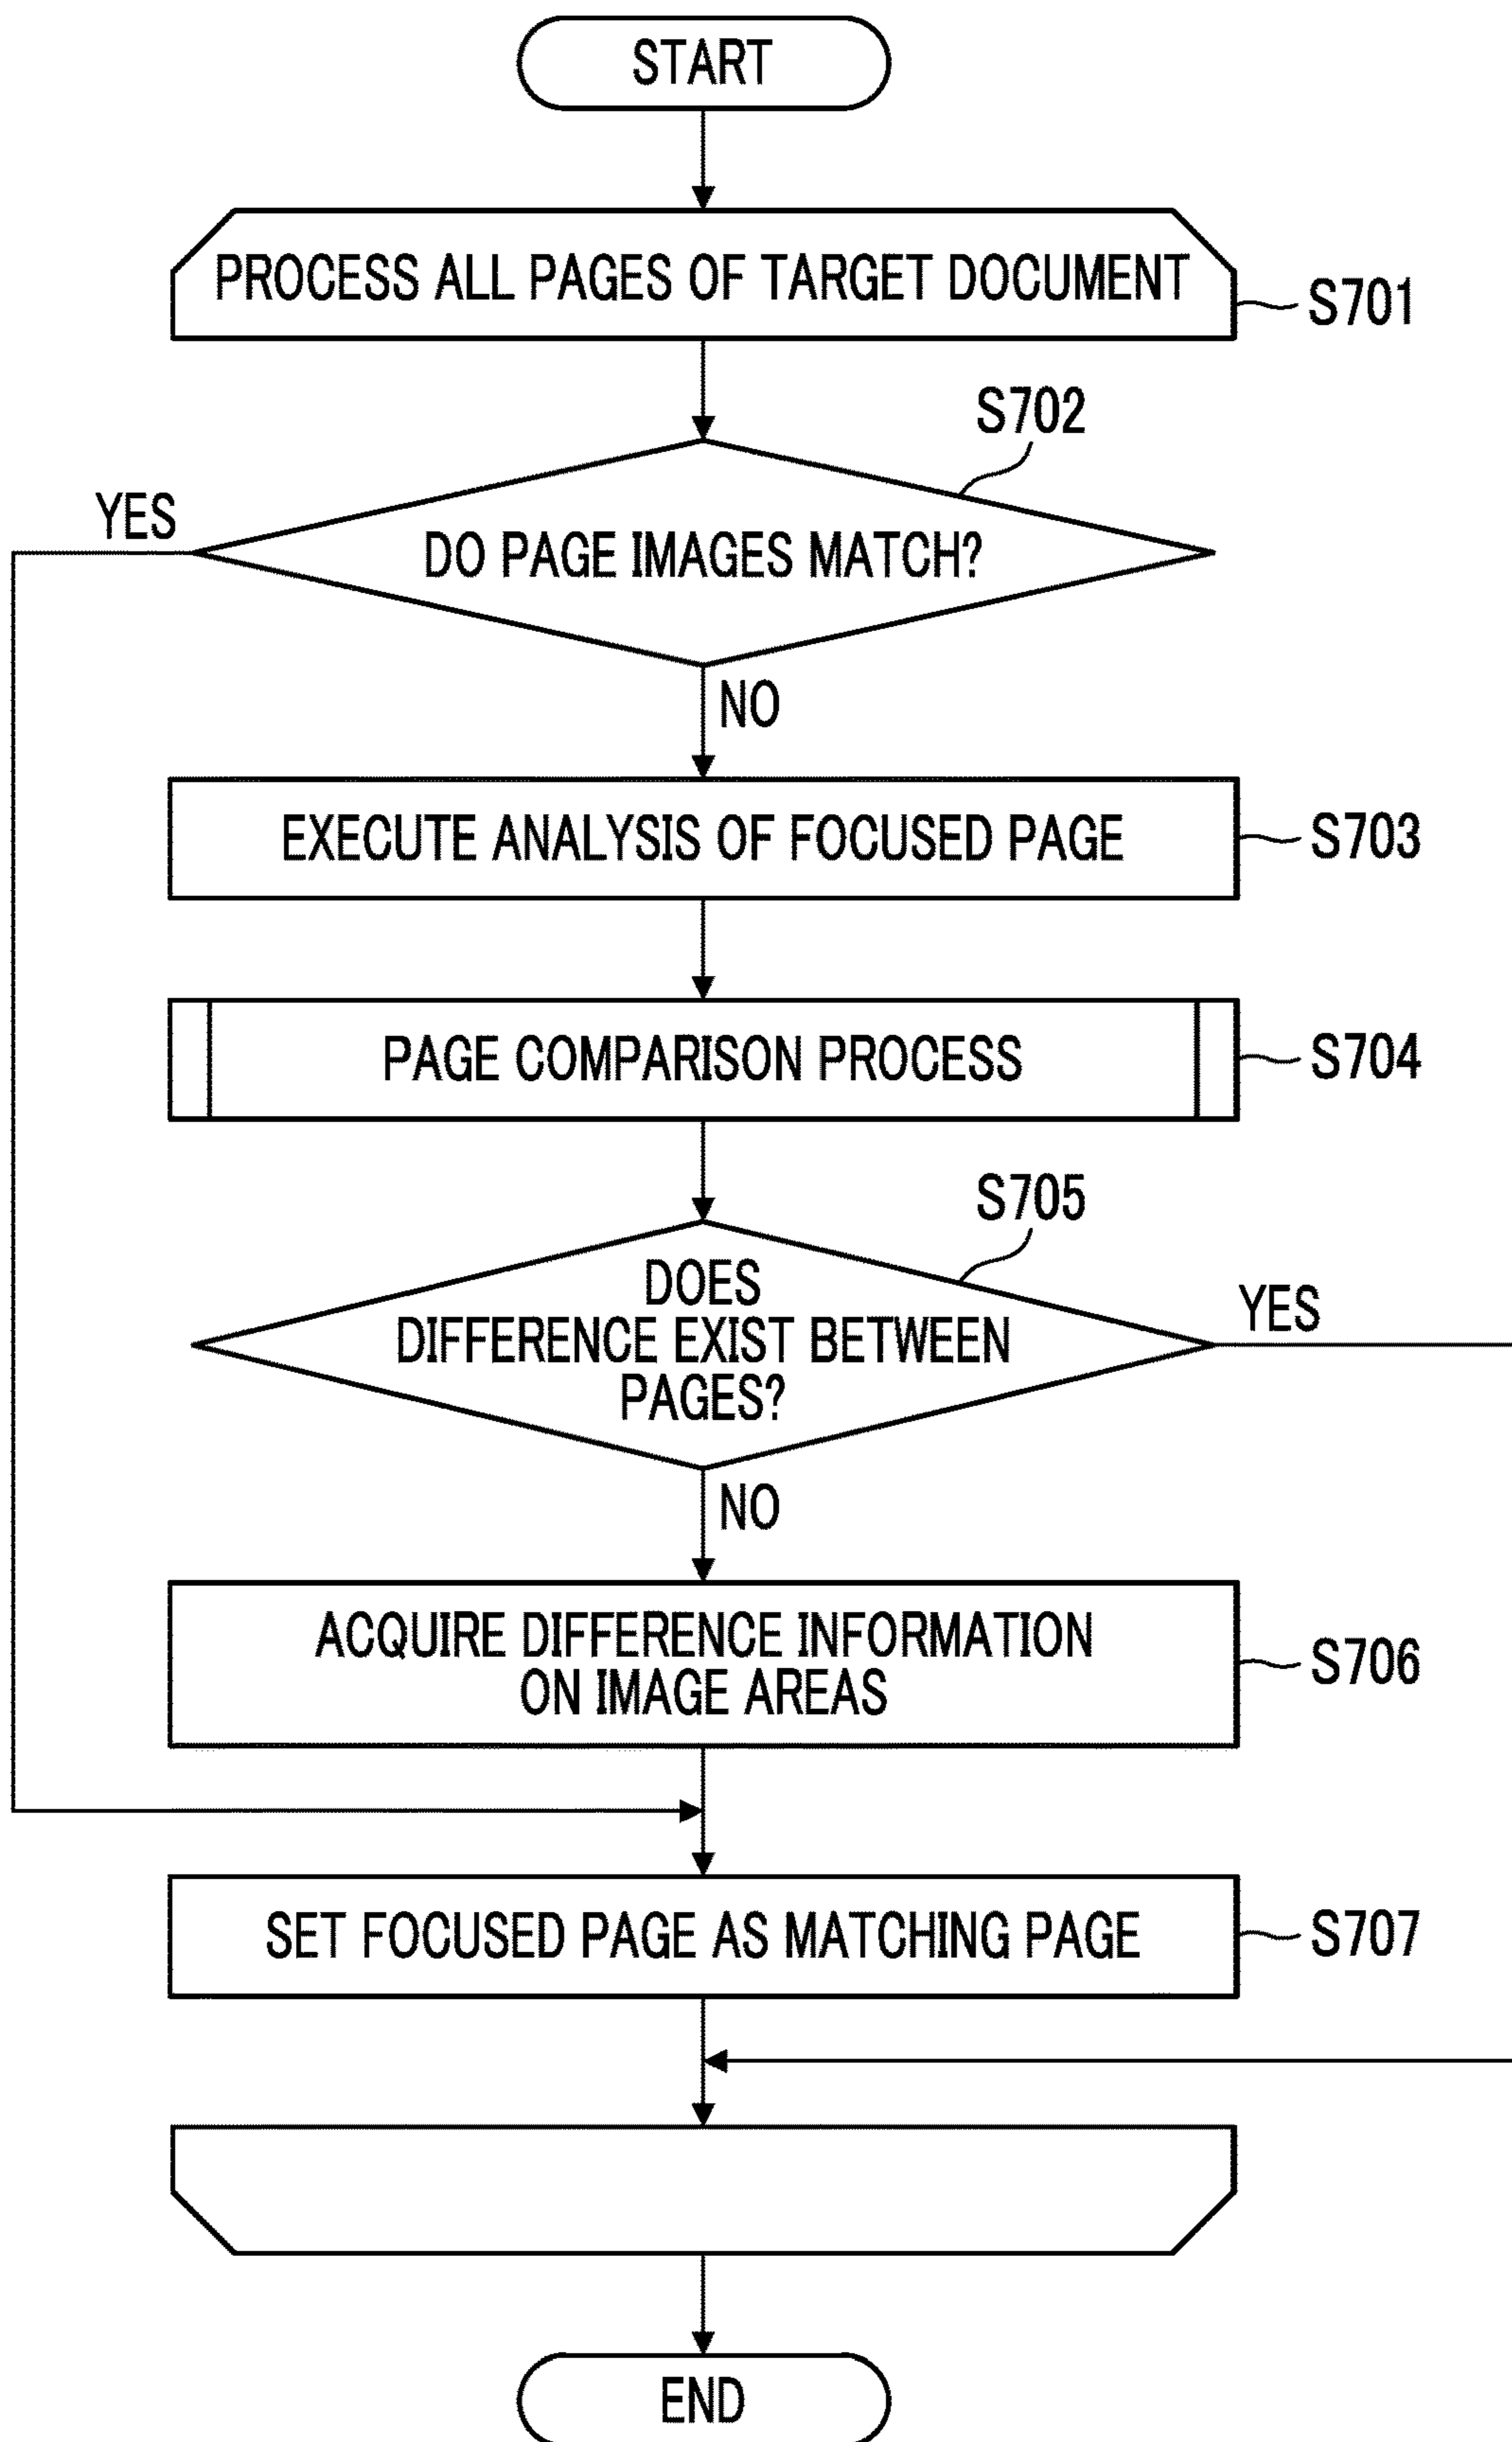 START
PROCESS ALL PAGES OF TARGET DOCUMENT
S701
S702
YES
DO PAGE IMAGES MATCH?
NO
EXECUTE ANALYSIS OF FOCUSED PAGE
S703
PAGE COMPARISON PROCESS
S704
S705
DOES
DIFFERENCE EXIST BETWEEN
PAGES?
YES
NO
ACQUIRE DIFFERENCE INFORMATION
ON IMAGE AREAS
S706
SET FOCUSED PAGE AS MATCHING PAGE
S707
END